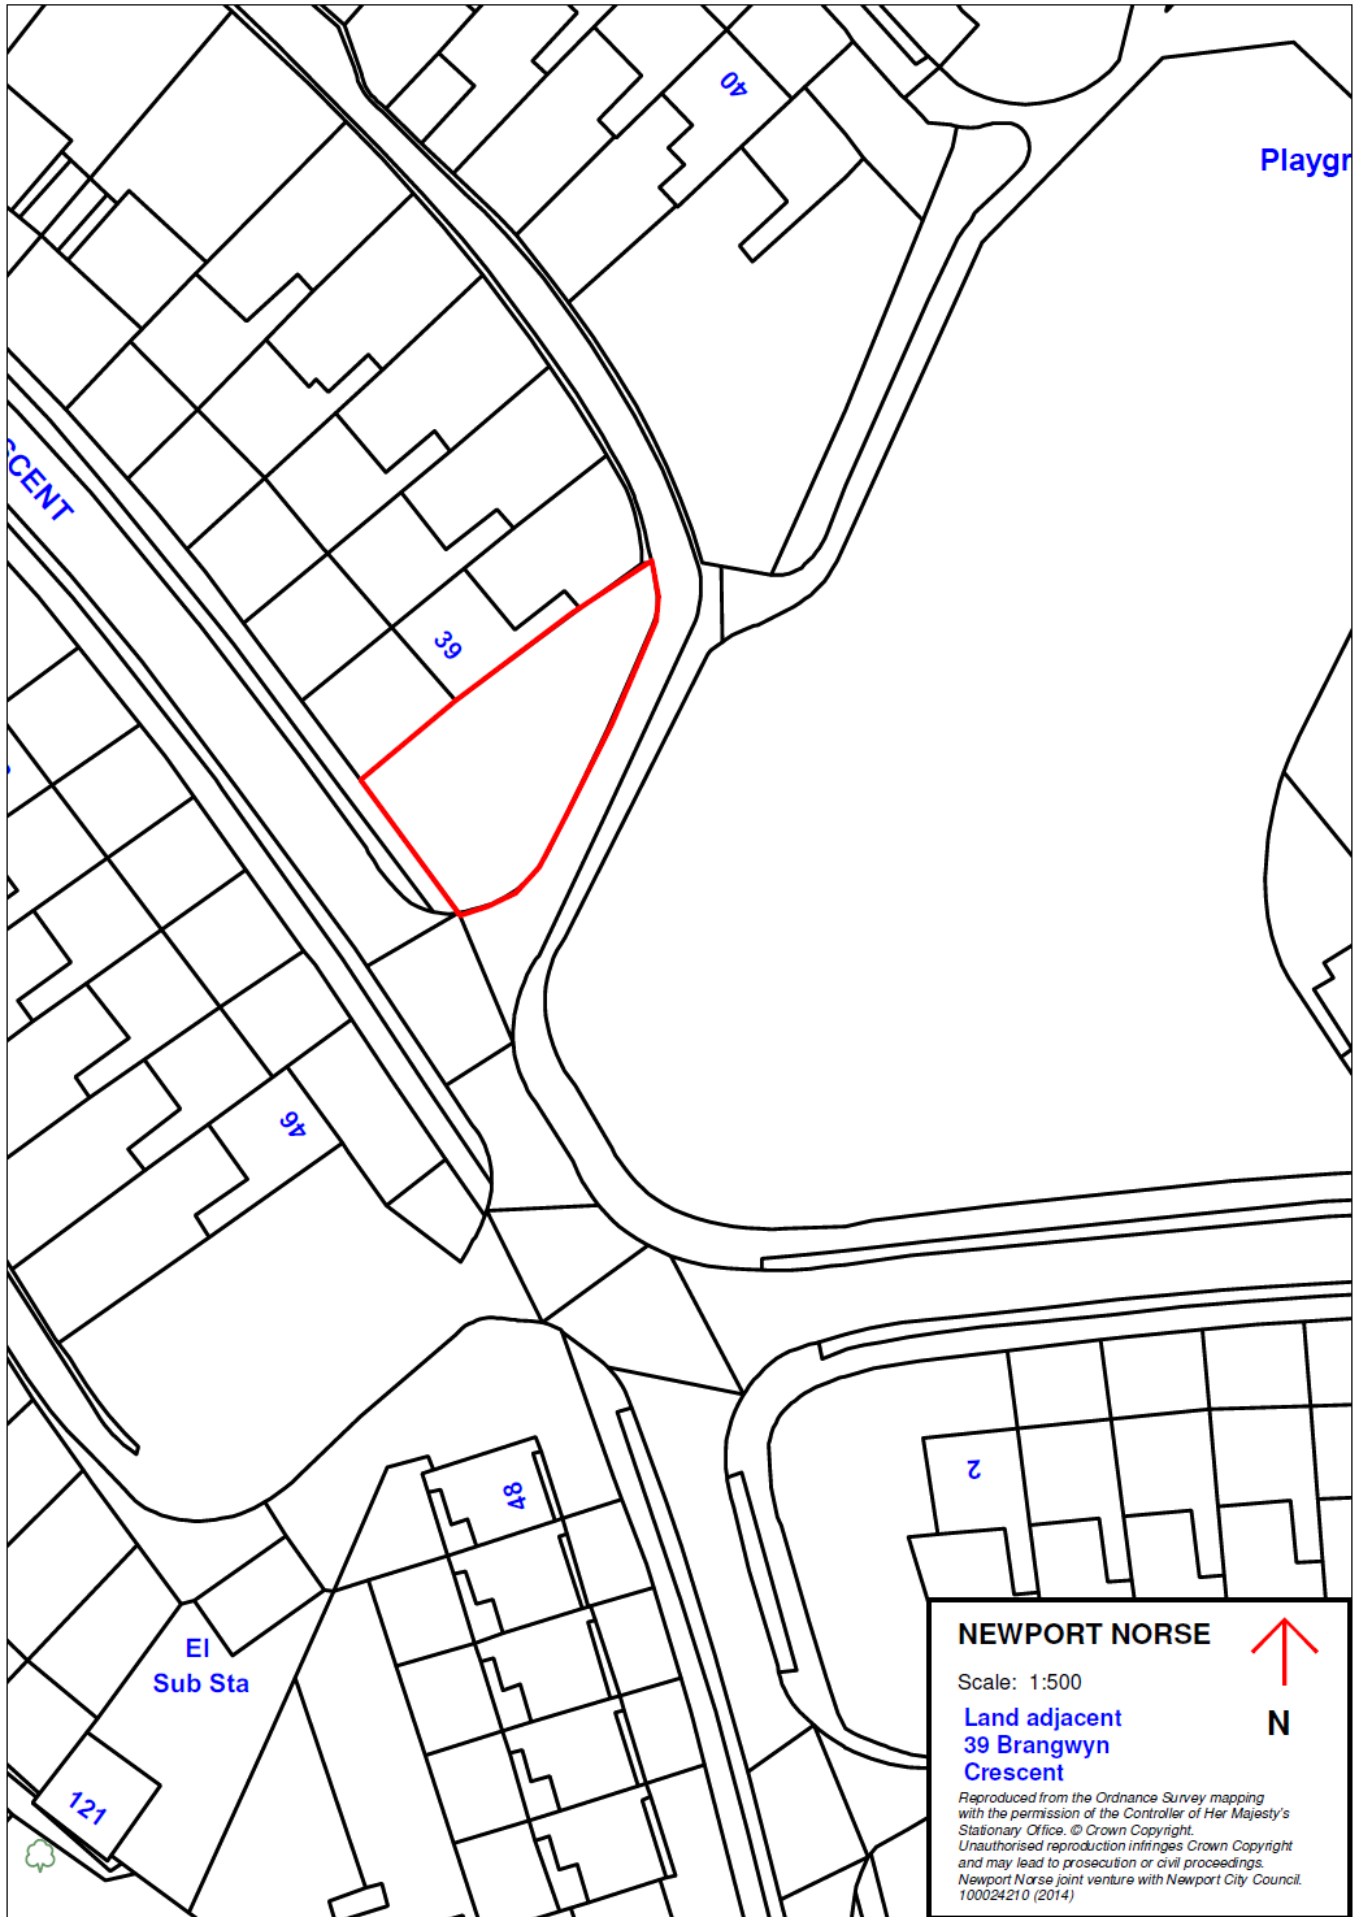 40
Playgr
SCENT
39
46
48
2
El
Sub Sta
121
NEWPORT NORSE
Scale: 1:500
Land adjacent
39 Brangwyn
Crescent
N
Reproduced from the Ordnance Survey mapping
with the permission of the Controller of Her Majesty's
Stationary Office. © Crown Copyright.
Unauthorised reproduction infringes Crown Copyright
and may lead to prosecution or civil proceedings.
Newport Norse joint venture with Newport City Council.
100024210 (2014)